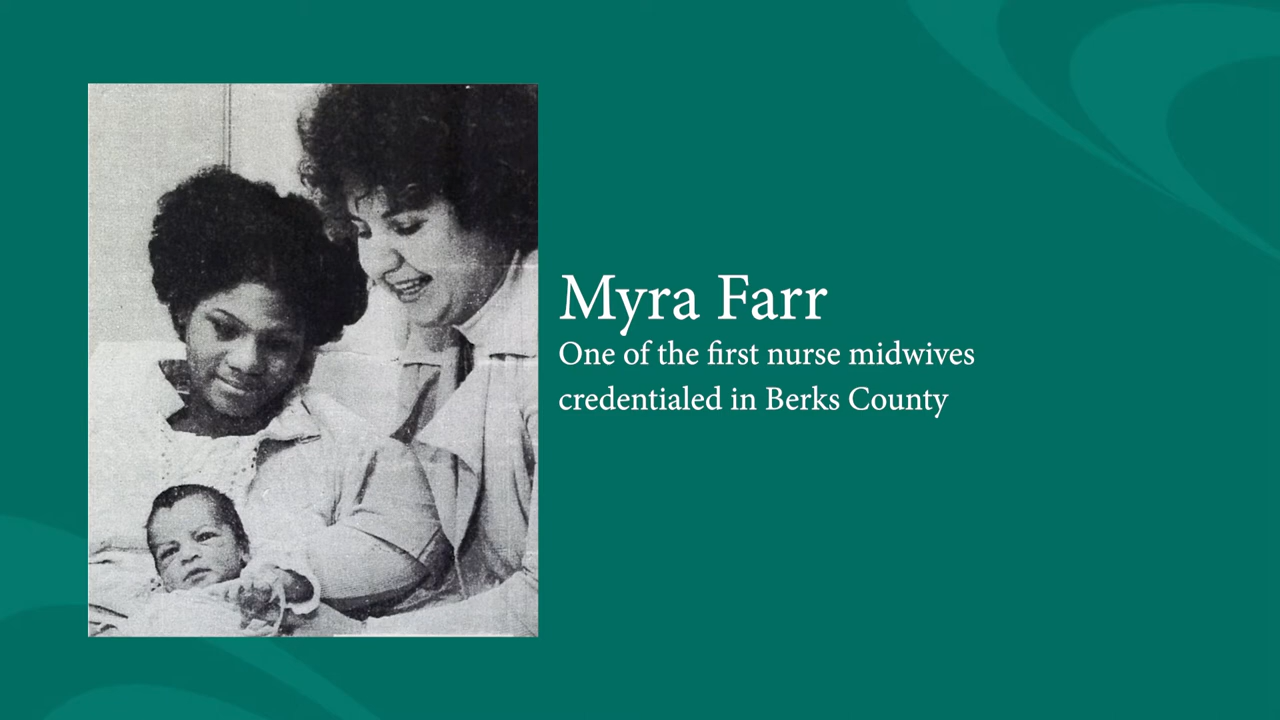 Myra Farr
One of the first nurse midwives
credentialed in Berks County